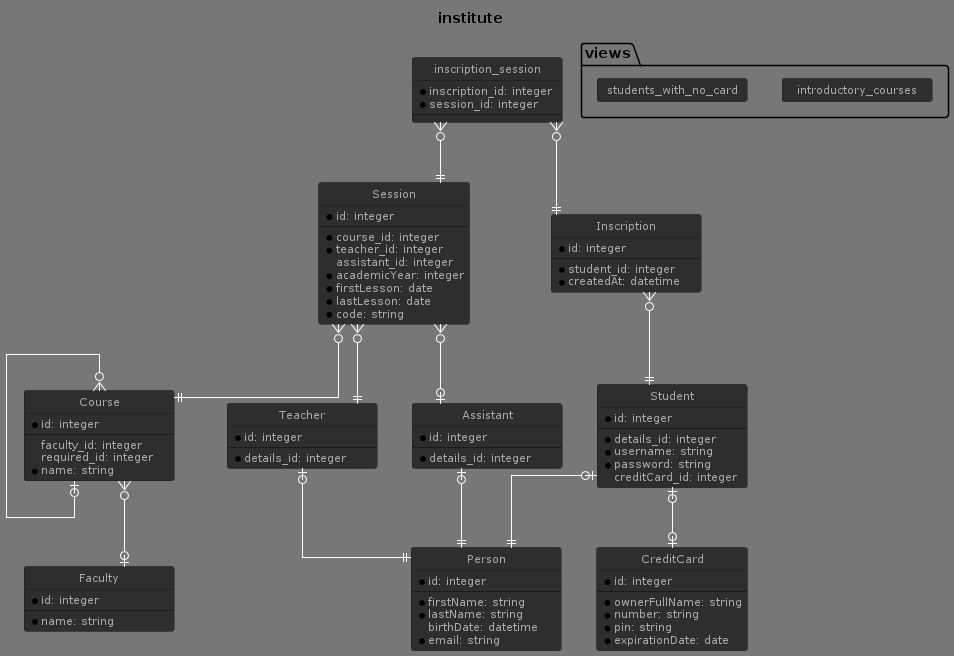 institute
views
students_with_no_card
introductory_courses
inscription_session
inscription_id: integer
session_id: integer
Session
id: integer
course_id: integer
teacher_id: integer
assistant_id: integer
academicYear: integer
firstLesson: date
lastLesson: date
code: string
Inscription
id: integer
student_id: integer
createdAt: datetime
Course
id: integer
faculty_id: integer
required_id: integer
name: string
Teacher
id: integer
details_id: integer
Assistant
id: integer
details_id: integer
Student
id: integer
details_id: integer
username: string
password: string
creditCard_id: integer
Faculty
id: integer
name: string
Person
id: integer
firstName: string
lastName: string
birthDate: datetime
email: string
CreditCard
id: integer
ownerFullName: string
number: string
pin: string
expirationDate: date